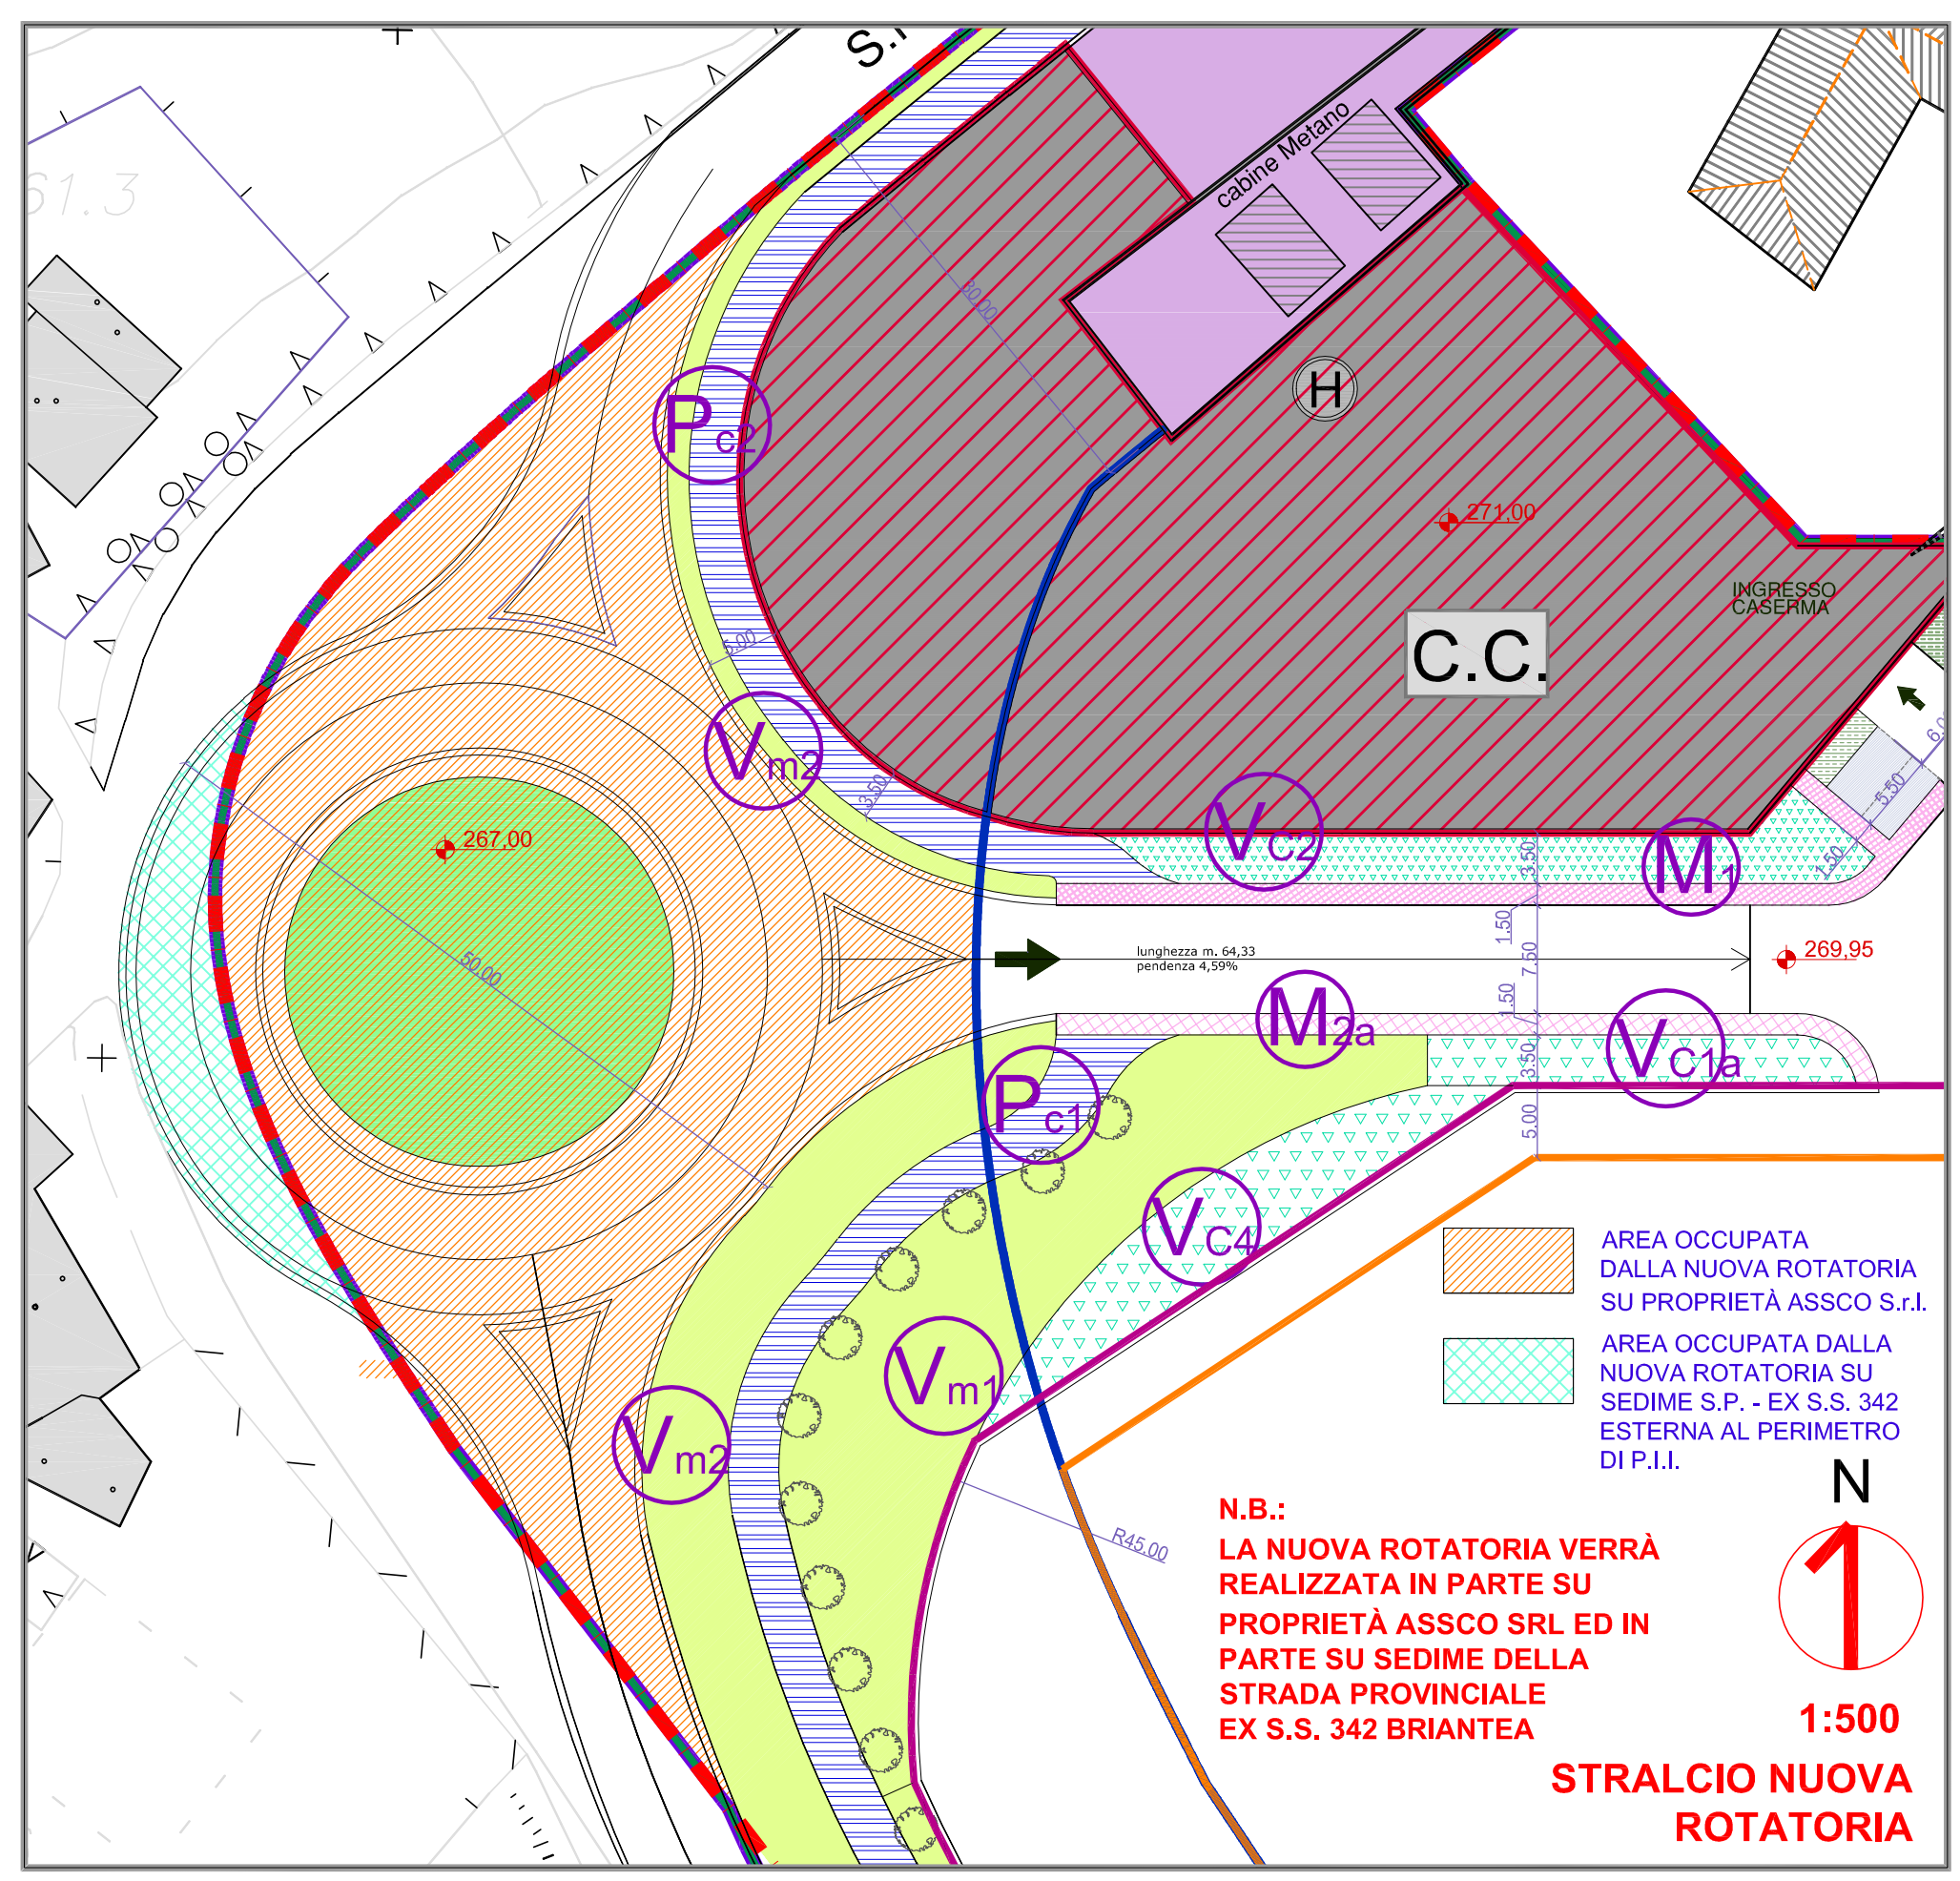 61.3
cabine Metano
30.00
H
271,00
INGRESSO
CASERMA
C.C.
Pc2
5.00
Vm2
3.50
VC2
M1
3.50
1.50
5.50
267,00
50.00
lunghezza m. 64,33
pendenza 4,59%
1.50
7.50
269,95
1.50
M2a
VC1a
3.50
Pc1
5.00
VC4
Vm1
Vm2
R45.00
AREA OCCUPATA
DALLA NUOVA ROTATORIA
SU PROPRIETÀ ASSCO S.r.l.
AREA OCCUPATA DALLA
NUOVA ROTATORIA SU
SEDIME S.P. - EX S.S. 342
ESTERNA AL PERIMETRO
DI P.I.I.
N
N.B.:
LA NUOVA ROTATORIA VERRÀ
REALIZZATA IN PARTE SU
PROPRIETÀ ASSCO SRL ED IN
PARTE SU SEDIME DELLA
STRADA PROVINCIALE
EX S.S. 342 BRIANTEA
1:500
STRALCIO NUOVA
ROTATORIA